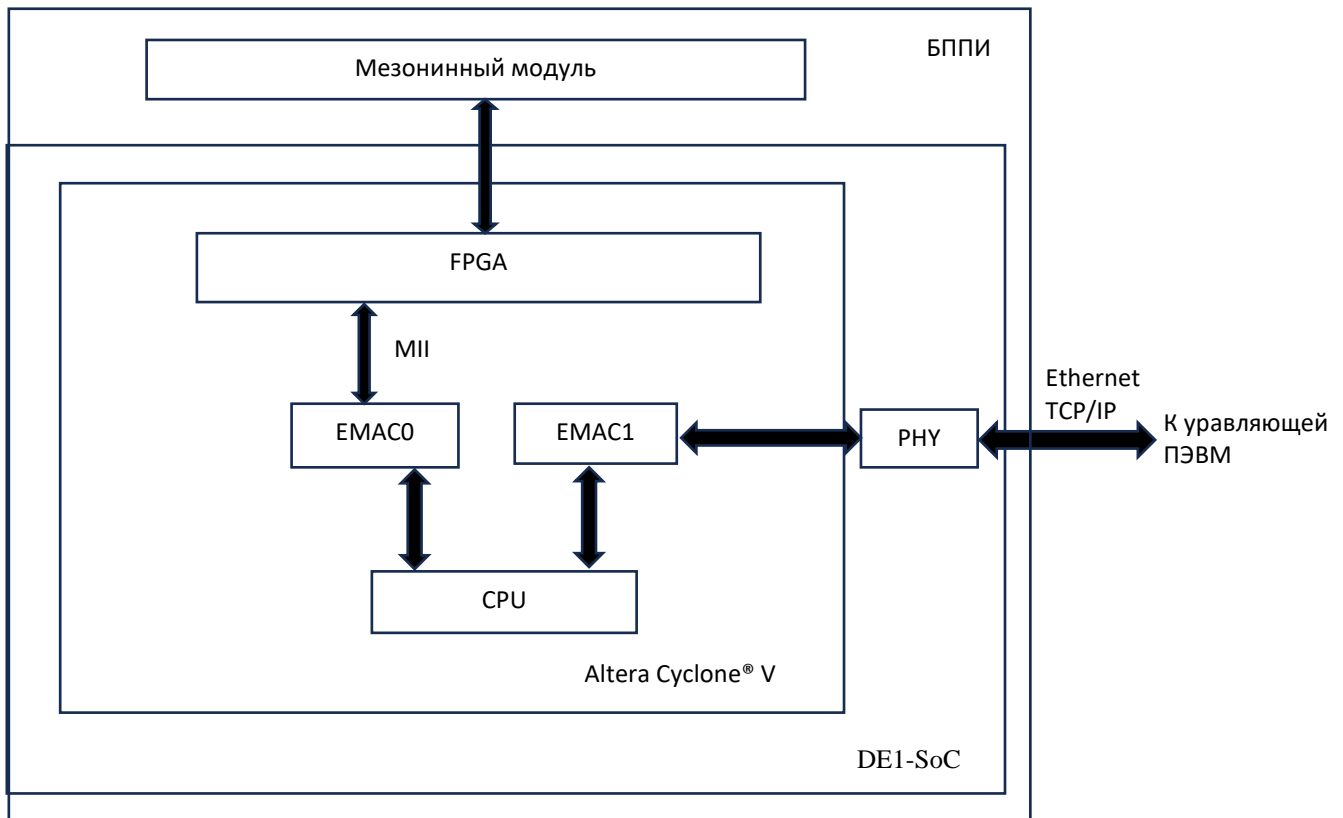 БППИ
Мезонинный модуль
FPGA
MII
EMAC0
EMAC1
PHY
Ethernet
TCP/IP
К уравляющей
ПЭВМ
CPU
Altera Cyclone® V
DE1-SoC